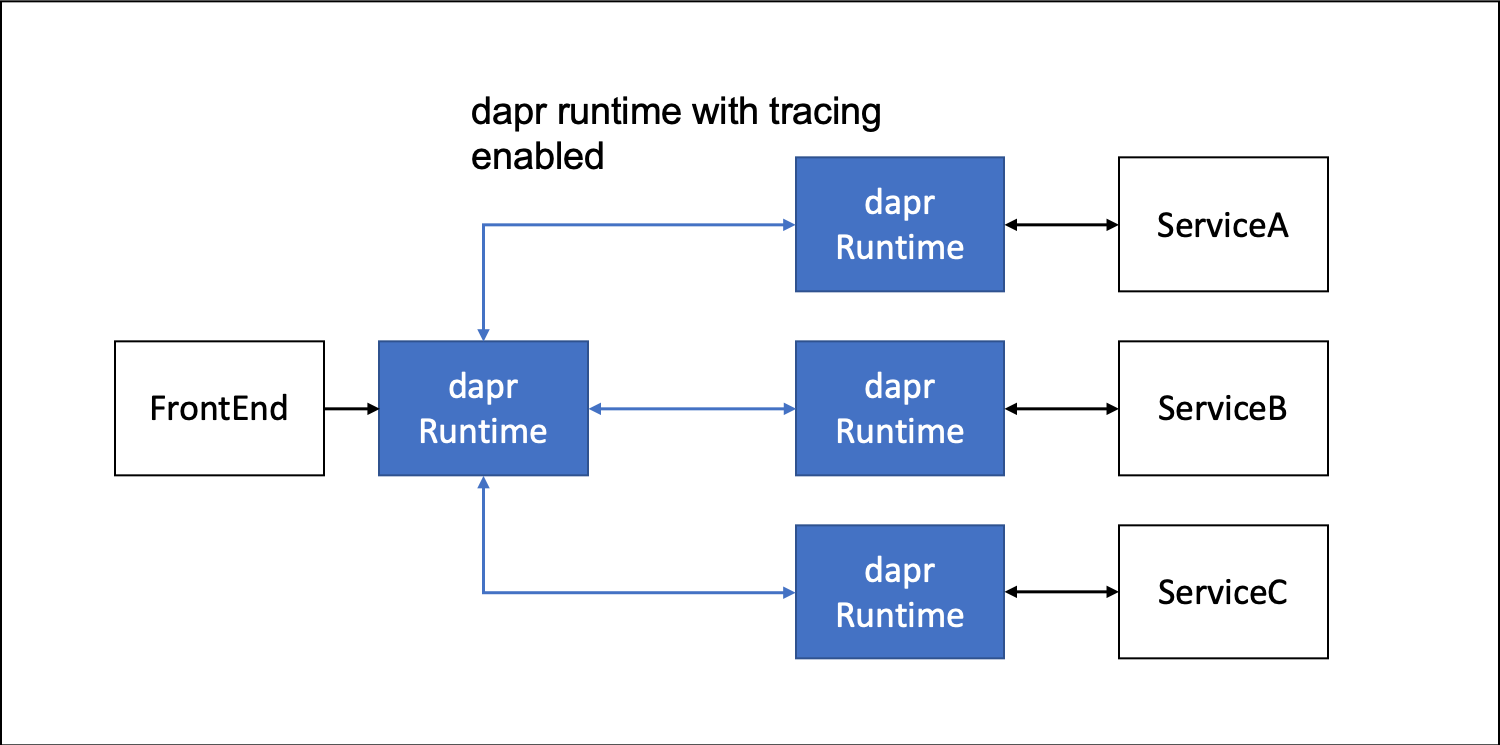 dapr runtime with tracing
enabled
dapr
Runtime
ServiceA
FrontEnd
dapr
Runtime
dapr
Runtime
ServiceB
dapr
Runtime
ServiceC